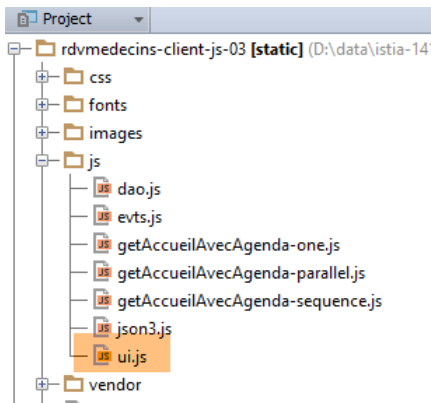 Project
rdvmedecins-client-js-03 [static] (D:\data\istia-141
css
fonts
images
js
dao.js
evts.js
getAccueilAvecAgenda-one.js
getAccueilAvecAgenda-parallel.js
getAccueilAvecAgenda-sequence.js
json3.js
ui.js
vendor